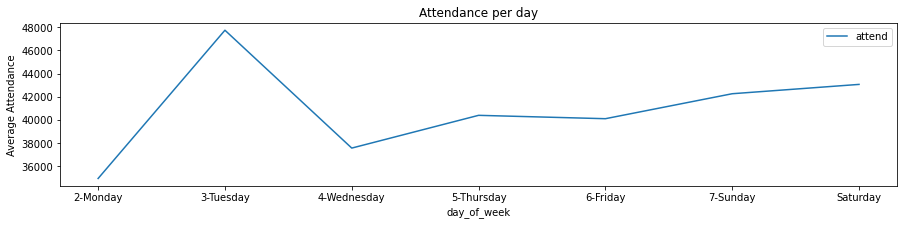 Attendance per day
attend
Average Attendance
48000
46000
44000
42000
40000
38000
36000
2-Monday 3-Tuesday 4-Wednesday 5-Thursday 6-Friday 7-Sunday Saturday
day_of_week